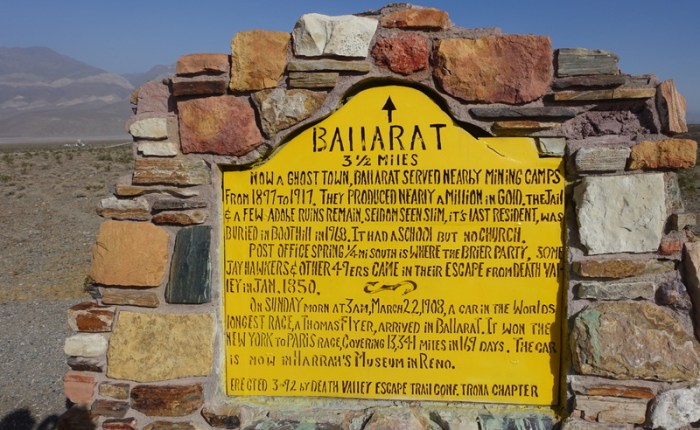 BALLARAT
3 1/2 MILES
NOW A GHOST TOWN, BALLARAT SERVED NEARLY MINING CAMPS
FROM 1897 TO 1917. THEY PRODUCED NEARLY A MILLION IN GOLD. THE JAIL
& A FEW ADOBE RUINS REMAIN, SELDOM SEEN SLIM, IT'S LAST RESIDENT, WAS
BURIED IN BOOTHILL IN 1968. IT HAD A SCHOOL BUT NO CHURCH.
POST OFFICE SPRING 1/4 MI SOUTH IS WHERE THE BRIER PARTY, SOME
JAYHAWKERS & OTHER 49ERS CAME IN THEIR ESCAPE FROM DEATH VAL-
LEY IN JAN. 1850.
ON SUNDAY MORN AT 3AM, MARCH 22, 1908, A CAR IN THE WORLDS
LONGEST RACE, A THOMAS FLYER, ARRIVED IN BALLARAT. IT WON THE
NEW YORK TO PARIS RACE, COVERING 13,341 MILES IN 169 DAYS. THE CAR
IS NOW IN HARRAH'S MUSEUM IN RENO.
ERECTED 3-92 BY DEATH VALLEY ESCAPE TRAIL CONF. TRONA CHAPTER